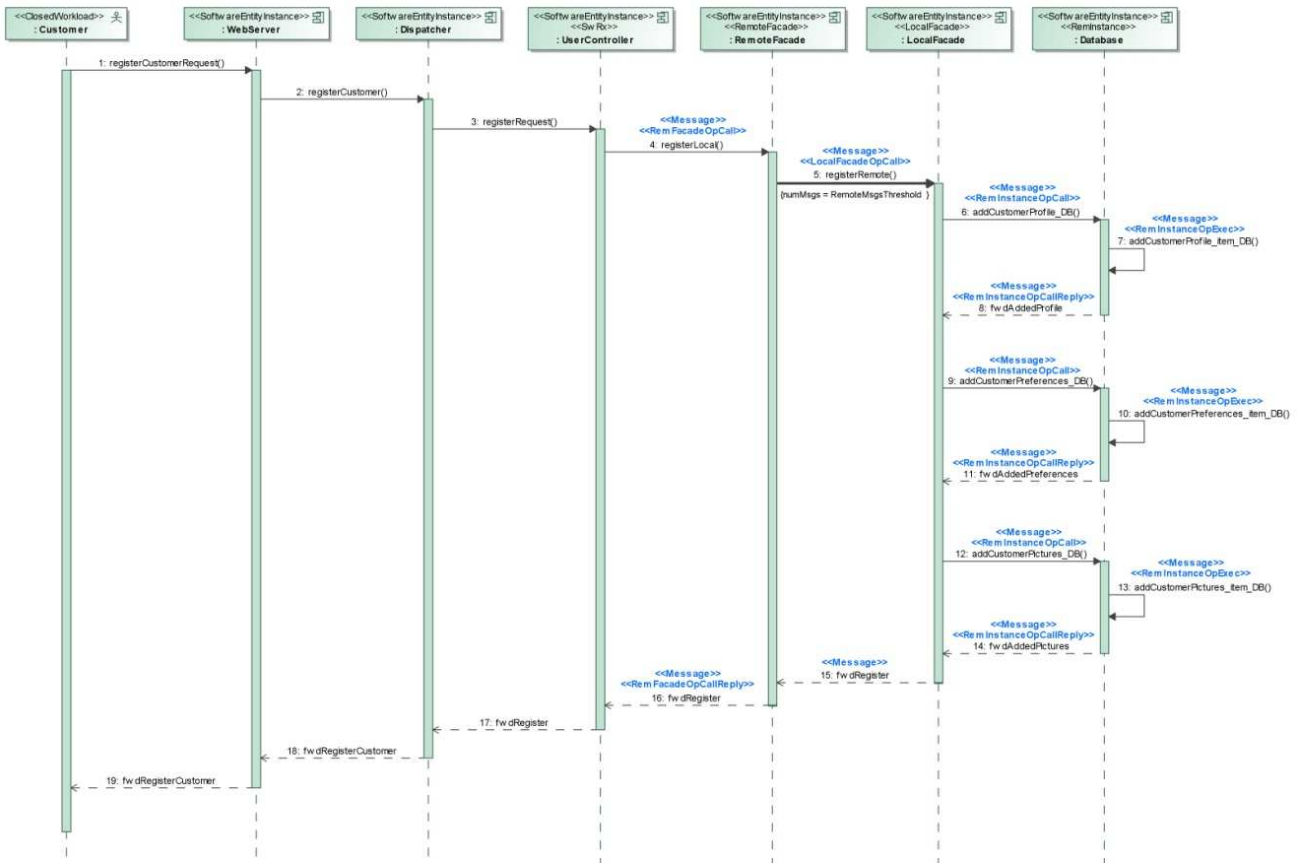 <<ClosedWorkload>>
: Customer
<<SoftwareEntityInstance>>
: WebServer
<<SoftwareEntityInstance>>
: Dispatcher
<<SoftwareEntityInstance>>
<<SwRx>>
: UserController
<<SoftwareEntityInstance>>
<<RemoteFacade>>
: RemoteFacade
<<SoftwareEntityInstance>>
<<LocalFacade>>
: LocalFacade
<<SoftwareEntityInstance>>
<<RemInstance>>
: Database
1: registerCustomerRequest()
2: registerCustomer()
3: registerRequest()
<<Message>>
<<RemFacadeOpCall>>
4: registerLocal()
<<Message>>
<<LocalFacadeOpCall>>
5: registerRemote()
{numMsgs = RemoteMsgsThreshold }
<<Message>>
<<RemInstanceOpCall>>
6: addCustomerProfile_DB()
<<Message>>
<<RemInstanceOpExec>>
7: addCustomerProfile_item_DB()
<<Message>>
<<RemInstanceOpCallReply>>
8: fwdAddedProfile
<<Message>>
<<RemInstanceOpCall>>
9: addCustomerPreferences_DB()
<<Message>>
<<RemInstanceOpExec>>
10: addCustomerPreferences_item_DB()
<<Message>>
<<RemInstanceOpCallReply>>
11: fwdAddedPreferences
<<Message>>
<<RemInstanceOpCall>>
12: addCustomerPictures_DB()
<<Message>>
<<RemInstanceOpExec>>
13: addCustomerPictures_item_DB()
<<Message>>
<<RemInstanceOpCallReply>>
14: fwdAddedPictures
<<Message>>
15: fwdRegister
<<Message>>
<<RemFacadeOpCallReply>>
16: fwdRegister
17: fwdRegister
18: fwdRegisterCustomer
19: fwdRegisterCustomer